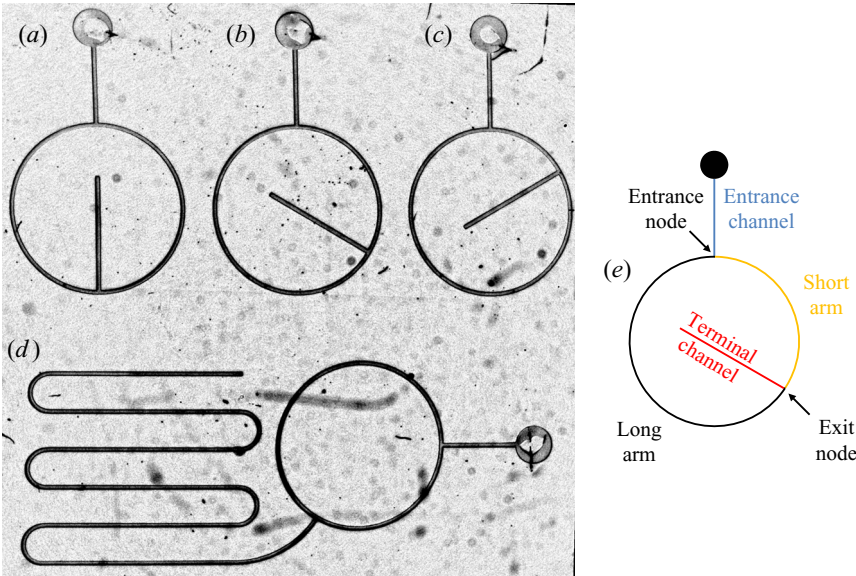 (a)
(b)
(c)
Entrance
node
Entrance
channel
(e)
Short
arm
Terminal
channel
(d)
Long
arm
Exit
node